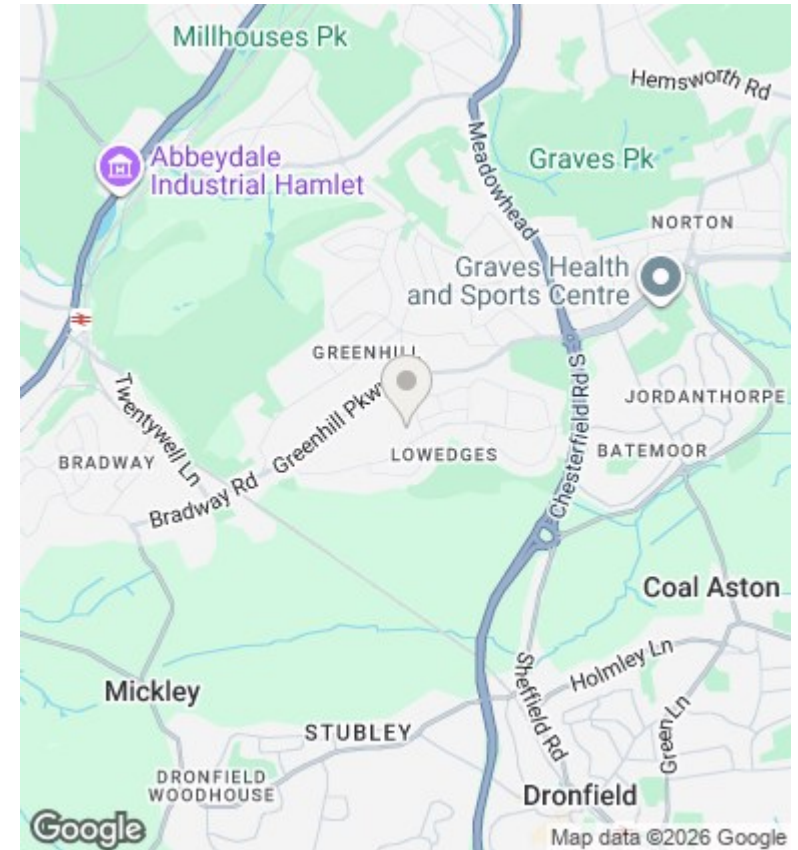 Millhouses Pk
Hemsworth Rd
Abbeydale
Industrial Hamlet
Meadowhead
Graves Pk
NORTON
Graves Health
and Sports Centre
GREENHILL
Greenhill Pkwy
Twentywell Ln
Chesterfield Rd S
JORDANTHORPE
LOWEDGES
BATEMOOR
BRADWAY
Bradway Rd
Coal Aston
Holmley Ln
Mickley
Sheffield Rd
STUBLEY
Green Ln
DRONFIELD
WOODHOUSE
Dronfield
Google
Map data ©2026 Google